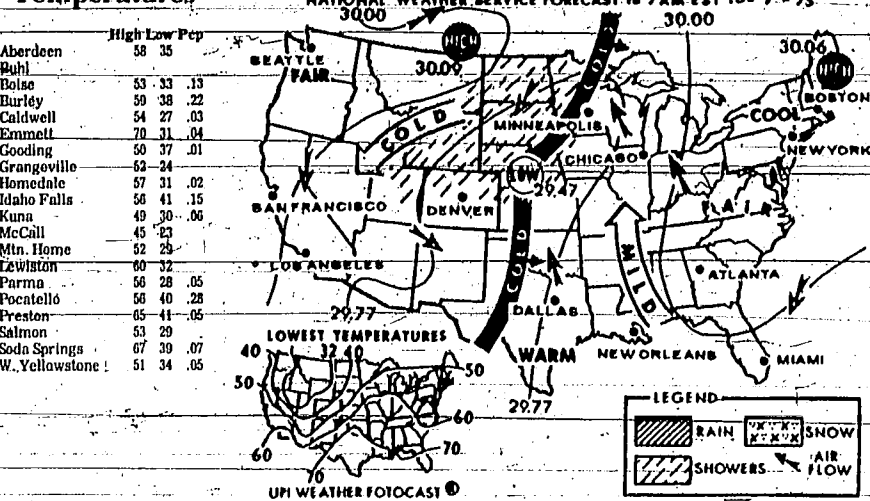 Temperatures
High Low Pcp
Aberdeen 58 35
Buhl
Boise 53 33 .13
Burley 59 38 .22
Caldwell 54 27 .03
Emmett 70 31 .04
Gooding 50 37 .01
Grangeville 52 24
Homedale 57 31 .02
Idaho Falls 56 41 .15
Kuna 49 30 .06
McCall 45 23
Mtn. Home 52 29
Lewiston 60 32
Parma 56 28 .05
Pocatello 56 40 .28
Preston 65 41 .05
Salmon 53 29
Soda Springs 67 39 .07
W. Yellowstone 51 34 .05
NATIONAL WEATHER SERVICE FORECAST to 7 AM EST
30.00
30.00
HIGH
30.09
30.06
HIGH
SEATTLE
FAIR
COLD
COLD
MINNEAPOLIS
BOSTON
COOL
NEW YORK
CHICAGO
LOW
29.47
SAN FRANCISCO
DENVER
FAIR
COLD
MILD
LOS ANGELES
ATLANTA
DALLAS
29.77
WARM
NEW ORLEANS
MIAMI
29.77
LOWEST TEMPERATURES
40
32
40
50
50
60
60
70
70
UPI WEATHER FOTOCAST
LEGEND
RAIN
SNOW
SHOWERS
AIR FLOW